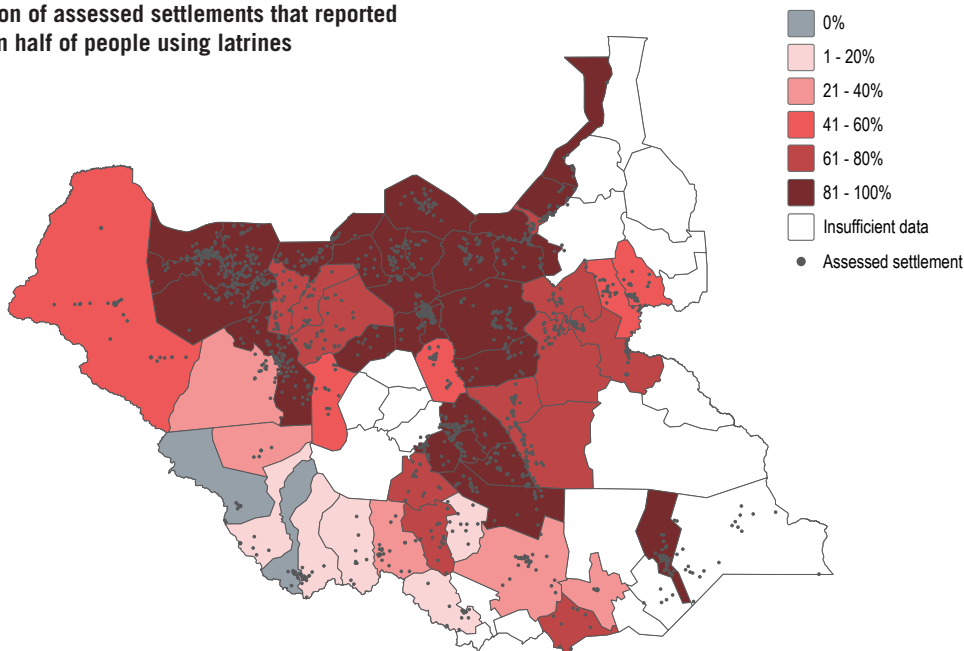 on of assessed settlements that reported
n half of people using latrines
0%
1 - 20%
21 - 40%
41 - 60%
61 - 80%
81 - 100%
Insufficient data
Assessed settlement